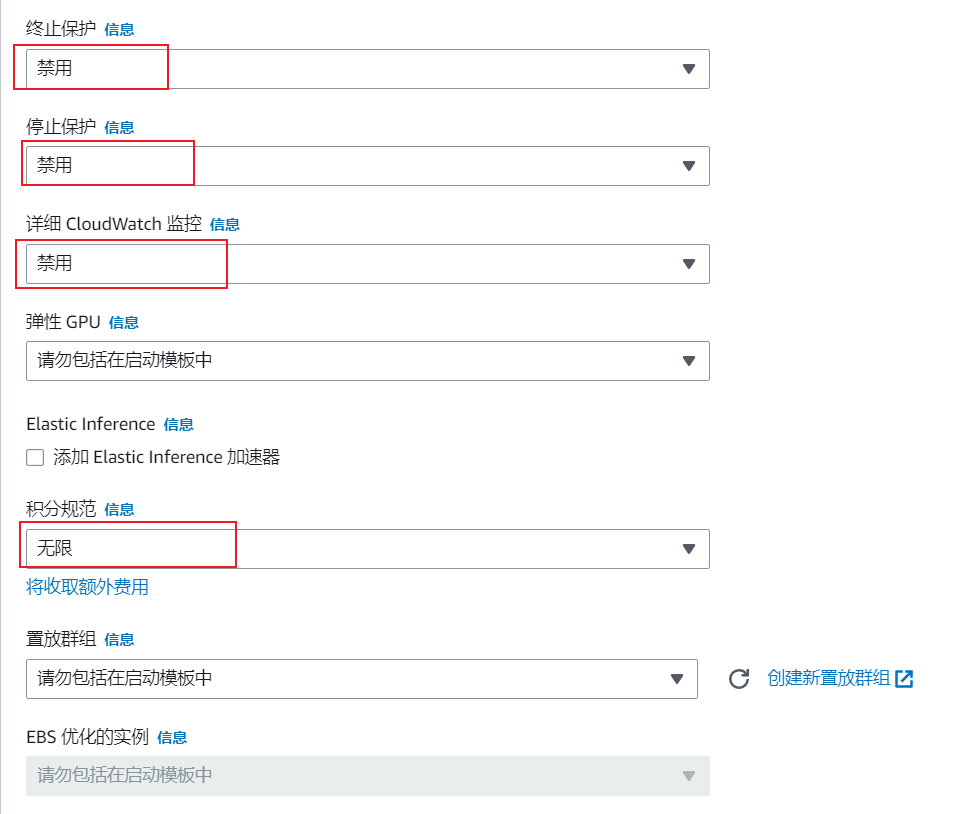 终止保护 信息
禁用
停止保护 信息
禁用
详细 CloudWatch 监控 信息
禁用
弹性 GPU 信息
请勿包括在启动模板中
Elastic Inference 信息
添加 Elastic Inference 加速器
积分规范 信息
无限
将收取额外费用
置放群组 信息
请勿包括在启动模板中 创建新置放群组
EBS 优化的实例 信息
请勿包括在启动模板中